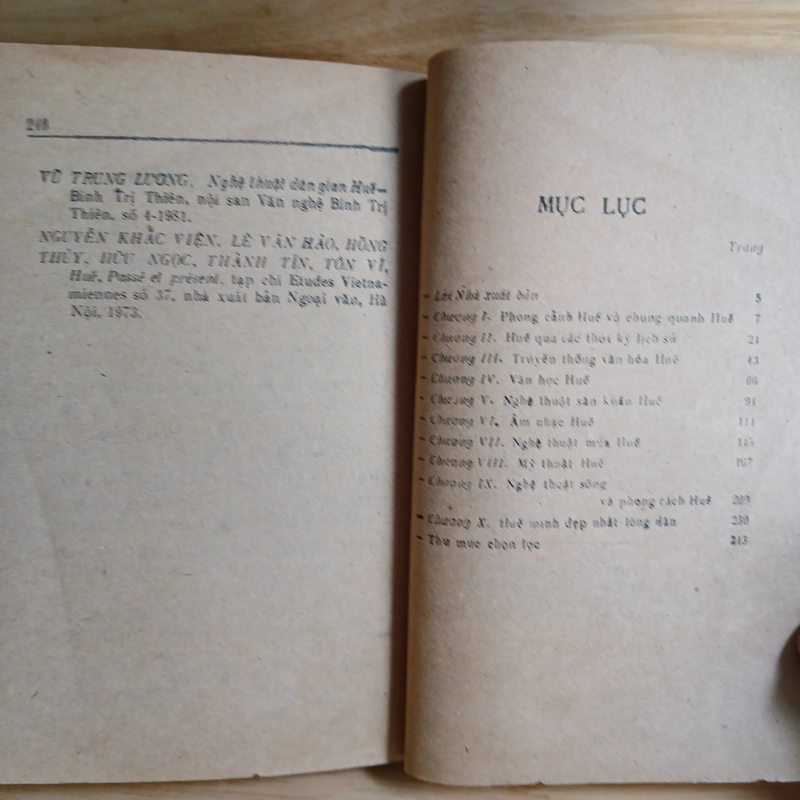 248
VŨ TRUNG LƯƠNG, Nghệ thuật dân gian Huế—
Bình Trị Thiên, nội san Văn nghệ Bình Trị
Thiên, số 4-1981.
NGUYỄN KHẮC VIỆN, LÊ VĂN HẢO, HỒNG
THỦY, HỮU NGỌC, THÀNH TÍN, TÔN VĨ,
Huế, Passé et présent, tạp chí Etudes Vietna-
miennes số 37, nhà xuất bản Ngoại văn, Hà
Nội, 1973.
MỤC LỤC
Trang
- Lời Nhà xuất bản 5
- Chương I. Phong cảnh Huế và chung quanh Huế 7
- Chương II. Huế qua các thời kỳ lịch sử 21
- Chương III. Truyền thống văn hóa Huế 43
- Chương IV. Văn học Huế 69
- Chương V. Nghệ thuật sân khấu Huế 94
- Chương VI. Âm nhạc Huế 111
- Chương VII. Nghệ thuật múa Huế
- Chương VIII. Mỹ thuật Huế 167
- Chương IX. Nghệ thuật sống
và phong cách Huế 209
- Chương X. Huế mình đẹp nhất lòng dân 230
- Thư mục chọn lọc